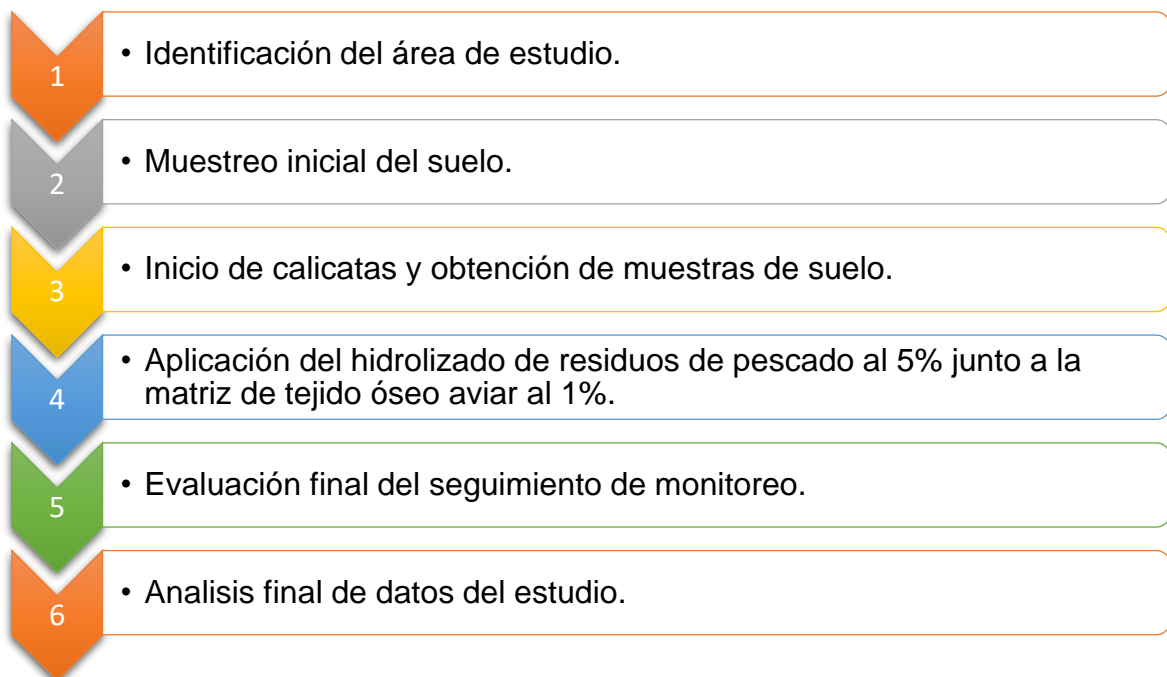 1
• Identificación del área de estudio.
2
• Muestreo inicial del suelo.
3
• Inicio de calicatas y obtención de muestras de suelo.
4
• Aplicación del hidrolizado de residuos de pescado al 5% junto a la
matriz de tejido óseo aviar al 1%.
5
• Evaluación final del seguimiento de monitoreo.
6
• Analisis final de datos del estudio.